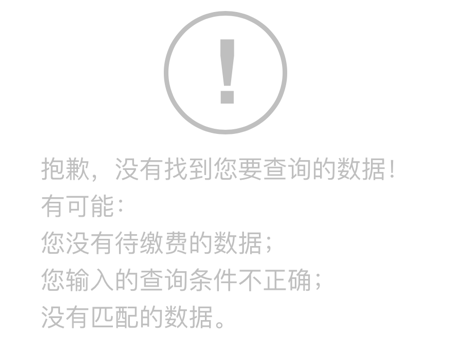 抱歉，没有找到您要查询的数据！
有可能：
您没有待缴费的数据；
您输入的查询条件不正确；
没有匹配的数据。